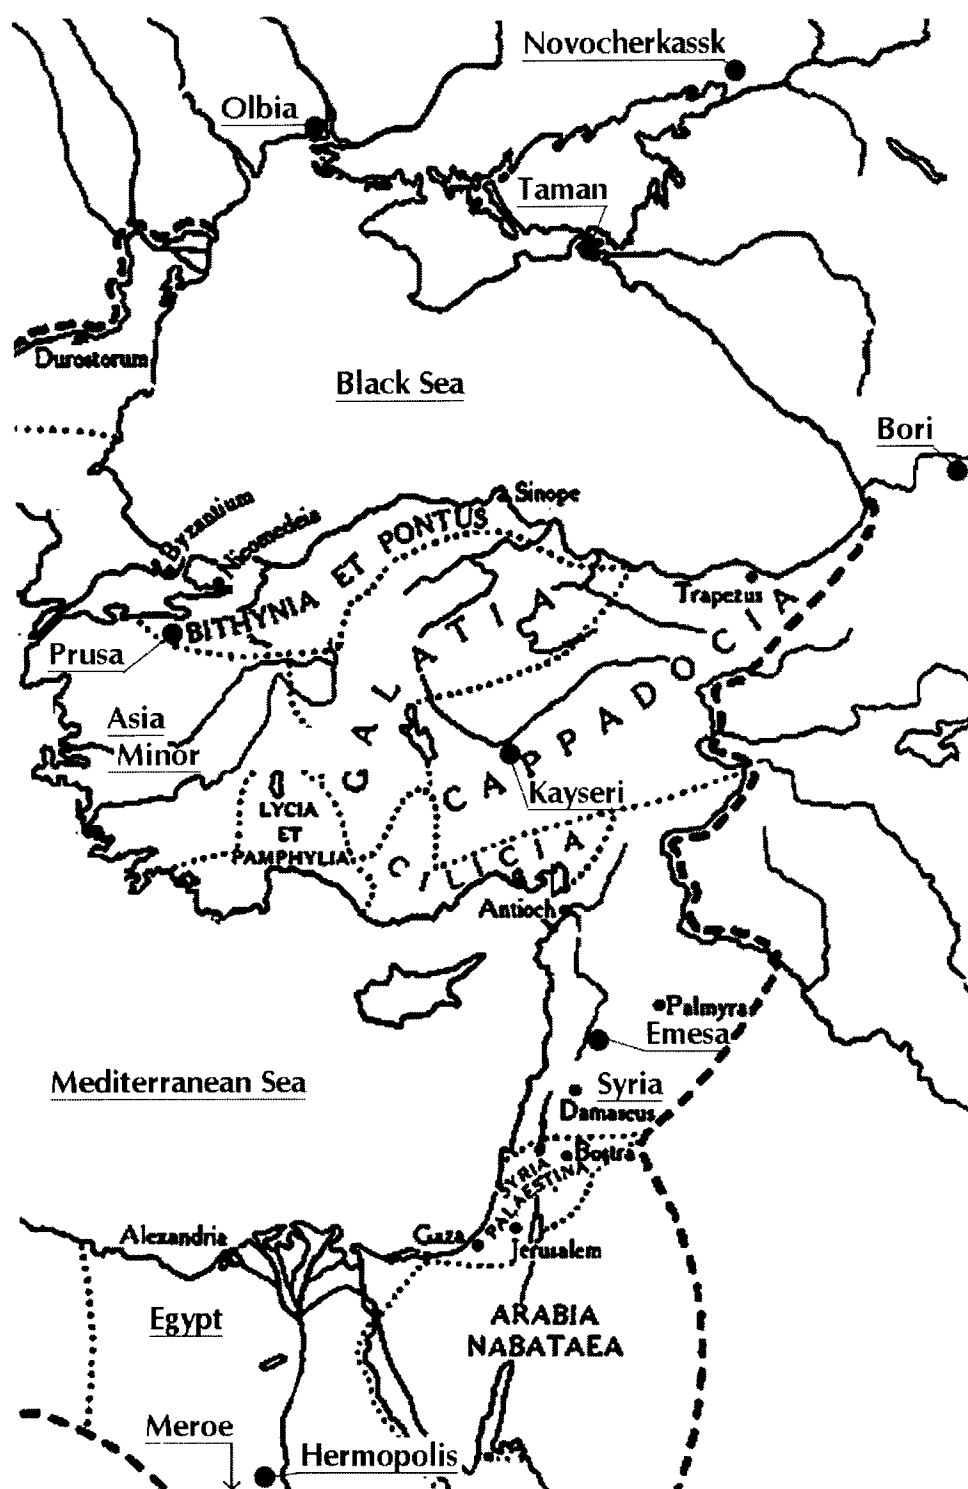 Novocherkassk
Olbia
Taman
Durostorum
Black Sea
Bori
Byzantium
Nicomedeia
Sinope
BITHYNIA ET PONTUS
Trapezus
Prusa
GALATIA
CAPPADOCIA
Asia
Minor
Kayseri
LYCIA
ET
PAMPHYLIA
CILICIA
Antioch
Palmyra
Emesa
Mediterranean Sea
Syria
Damascus
Bostra
SYRIA
PALAESTINA
Alexandria
Gaza
Jerusalem
Egypt
ARABIA
NABATAEA
Meroe
Hermopolis